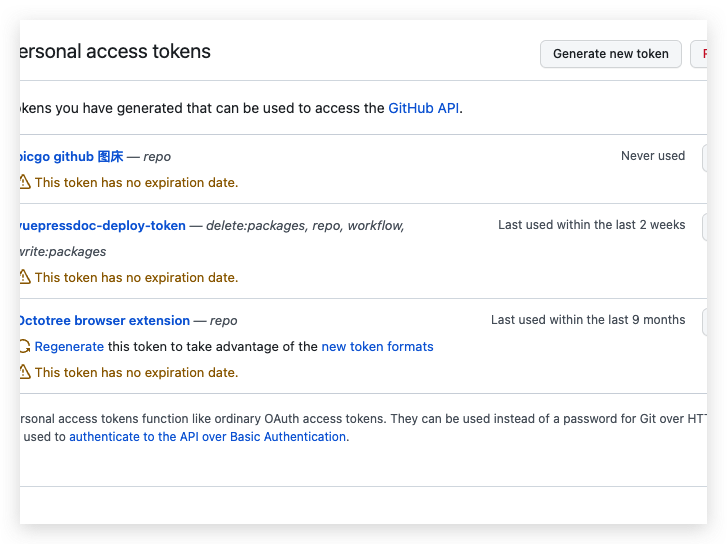 ersonal access tokens
Generate new token
okens you have generated that can be used to access the GitHub API.
picgo github 图床 — repo
Never used
This token has no expiration date.
vuepressdoc-deploy-token — delete:packages, repo, workflow,
Last used within the last 2 weeks
write:packages
This token has no expiration date.
Octotree browser extension — repo
Last used within the last 9 months
Regenerate this token to take advantage of the new token formats
This token has no expiration date.
rsonal access tokens function like ordinary OAuth access tokens. They can be used instead of a password for Git over HTT
used to authenticate to the API over Basic Authentication.